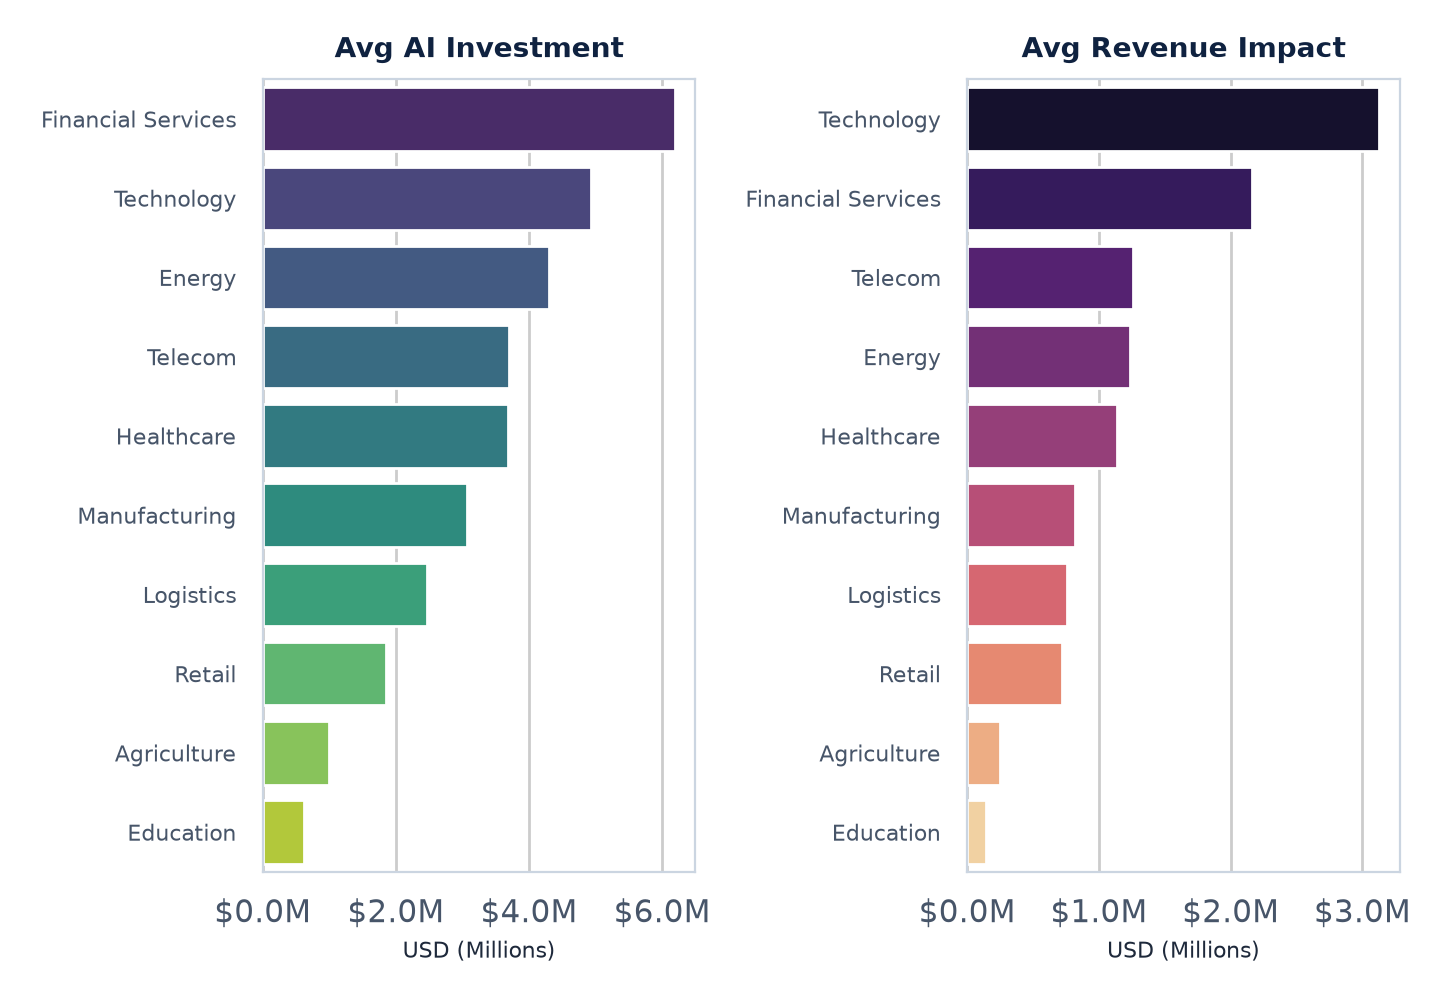 Avg AI Investment
Financial Services
Technology
Energy
Telecom
Healthcare
Manufacturing
Logistics
Retail
Agriculture
Education
$0.0M $2.0M $4.0M $6.0M
USD (Millions)
Avg Revenue Impact
Technology
Financial Services
Telecom
Energy
Healthcare
Manufacturing
Logistics
Retail
Agriculture
Education
$0.0M $1.0M $2.0M $3.0M
USD (Millions)